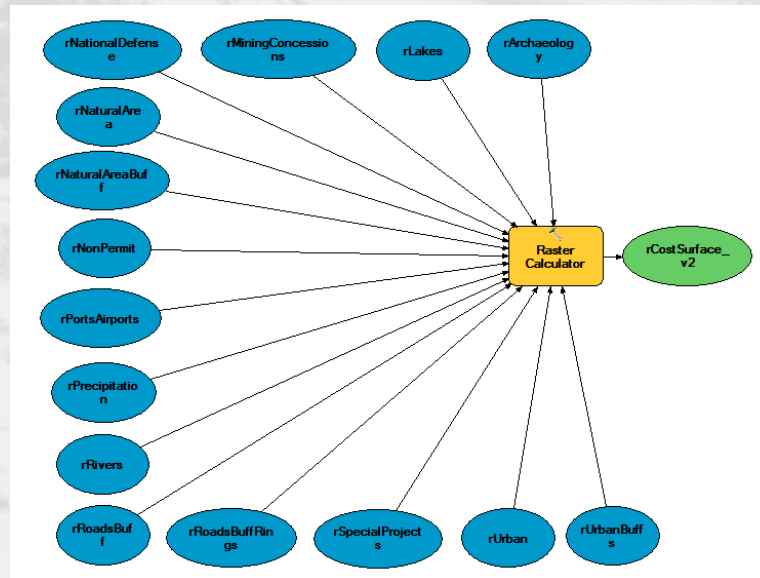 rNationalDefens
e
rMiningConcessio
ns
rLakes
rArchaeolog
y
rNaturalAre
a
rNaturalAreaBuf
f
rNonPermit
rPortsAirports
rPrecipitatio
n
rRivers
rRoadsBuf
f
rRoadsBuffRin
gs
rSpecialProject
s
rUrban
rUrbanBuff
s
Raster
Calculator
rCostSurface_
v2